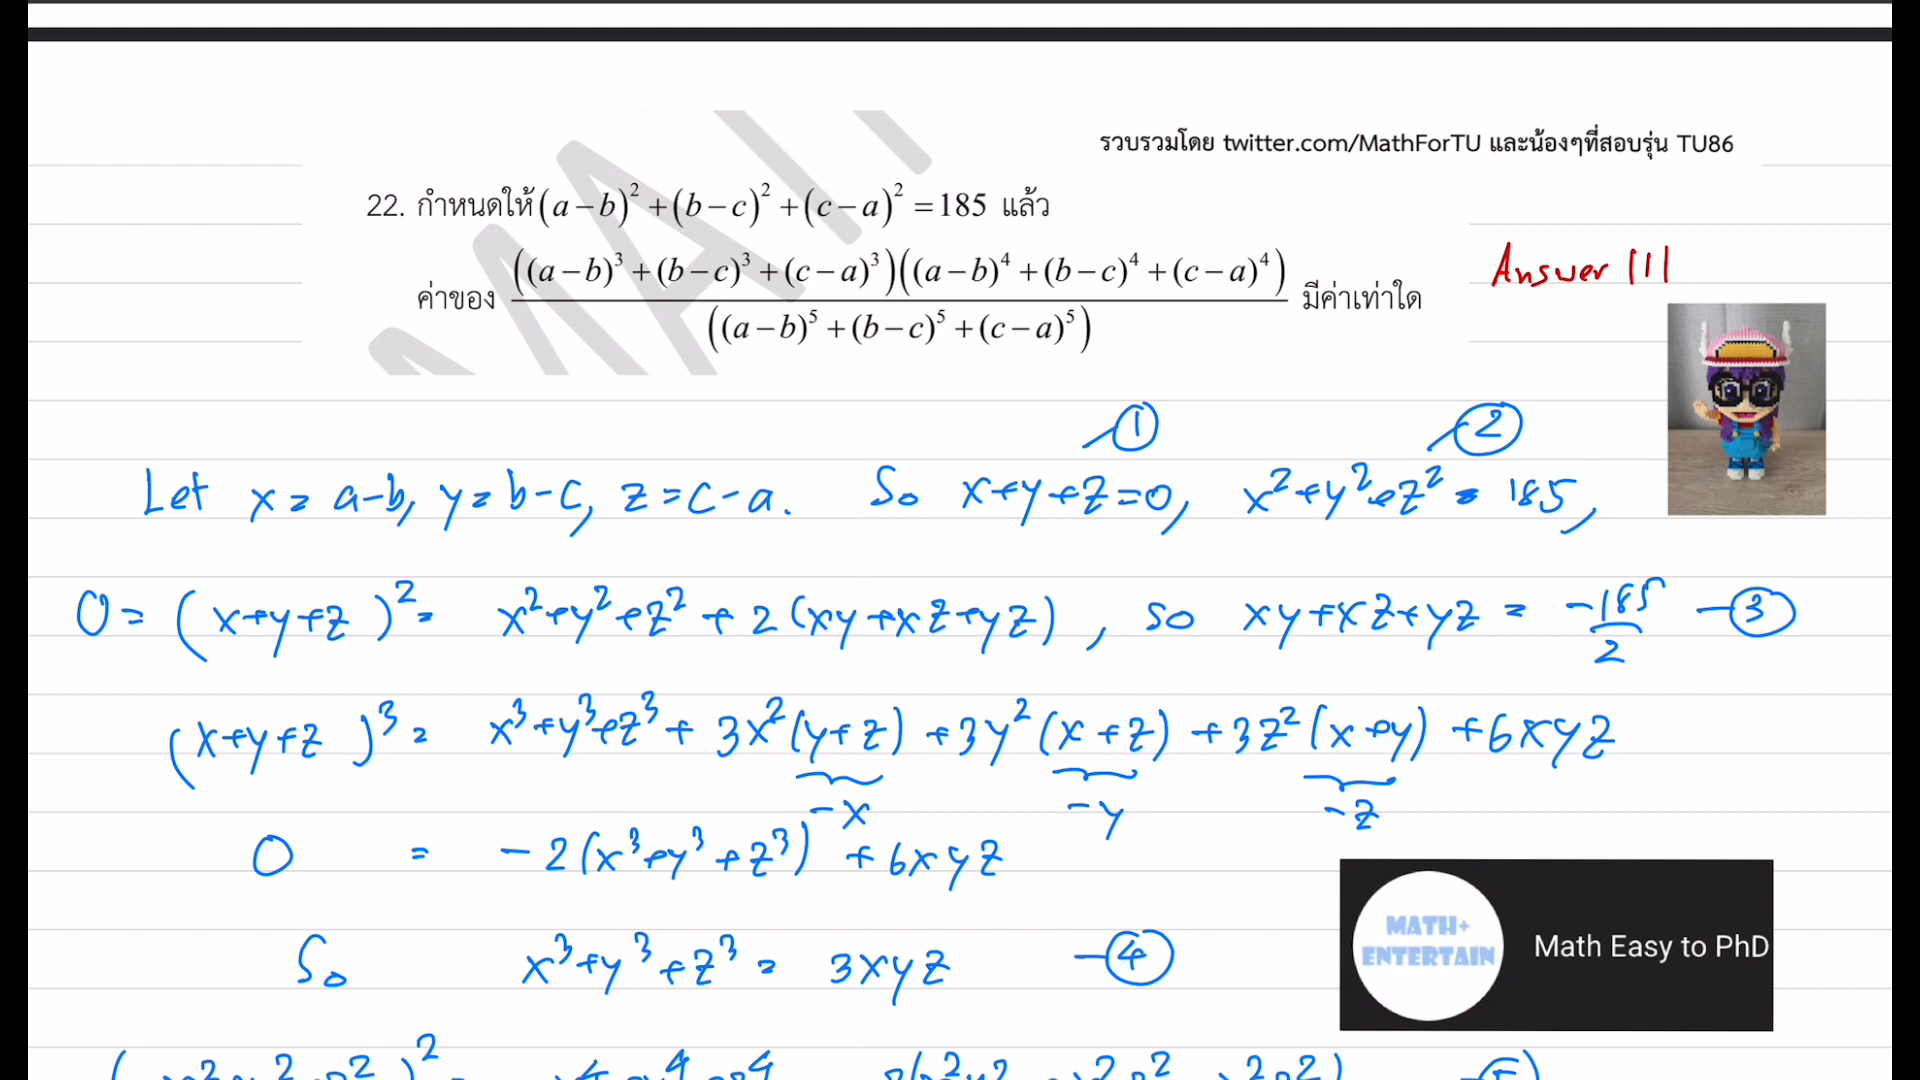 รวบรวมโดย twitter.com/MathForTU และน้องๆที่สอบรุ่น TU86
22. กำหนดให้ (a−b)² + (b−c)² + (c−a)² = 185 แล้ว
ค่าของ ((a−b)³ + (b−c)³ + (c−a)³)((a−b)⁴ + (b−c)⁴ + (c−a)⁴) / ((a−b)⁵ + (b−c)⁵ + (c−a)⁵) มีค่าเท่าใด
Answer 111
MAT
① ②
Let x = a-b, y = b-c, z = c-a. So x+y+z=0, x²+y²+z² = 185,
0 = (x+y+z)² = x²+y²+z² + 2(xy+xz+yz), so xy+xz+yz = -185/2 -③
(x+y+z)³ = x³+y³+z³ + 3x²(y+z) + 3y²(x+z) + 3z²(x+y) + 6xyz
-x -y -z
0 = -2(x³+y³+z³) + 6xyz
So x³+y³+z³ = 3xyz -④
MATH+
ENTERTAIN
Math Easy to PhD